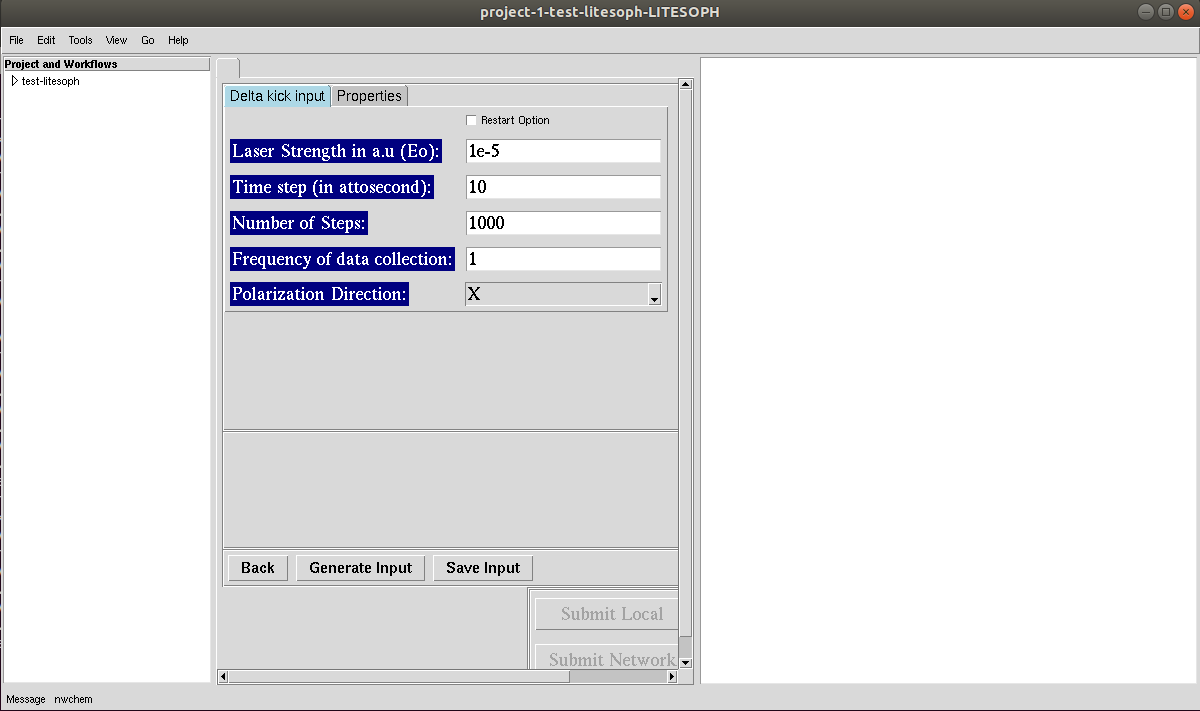 project-1-test-litesoph-LITESOPH
File Edit Tools View Go Help
Project and Workflows
test-litesoph
Delta kick input Properties
Restart Option
Laser Strength in a.u (Eo): 1e-5
Time step (in attosecond): 10
Number of Steps: 1000
Frequency of data collection: 1
Polarization Direction: X
Back Generate Input Save Input
Submit Local
Submit Network
Message nwchem